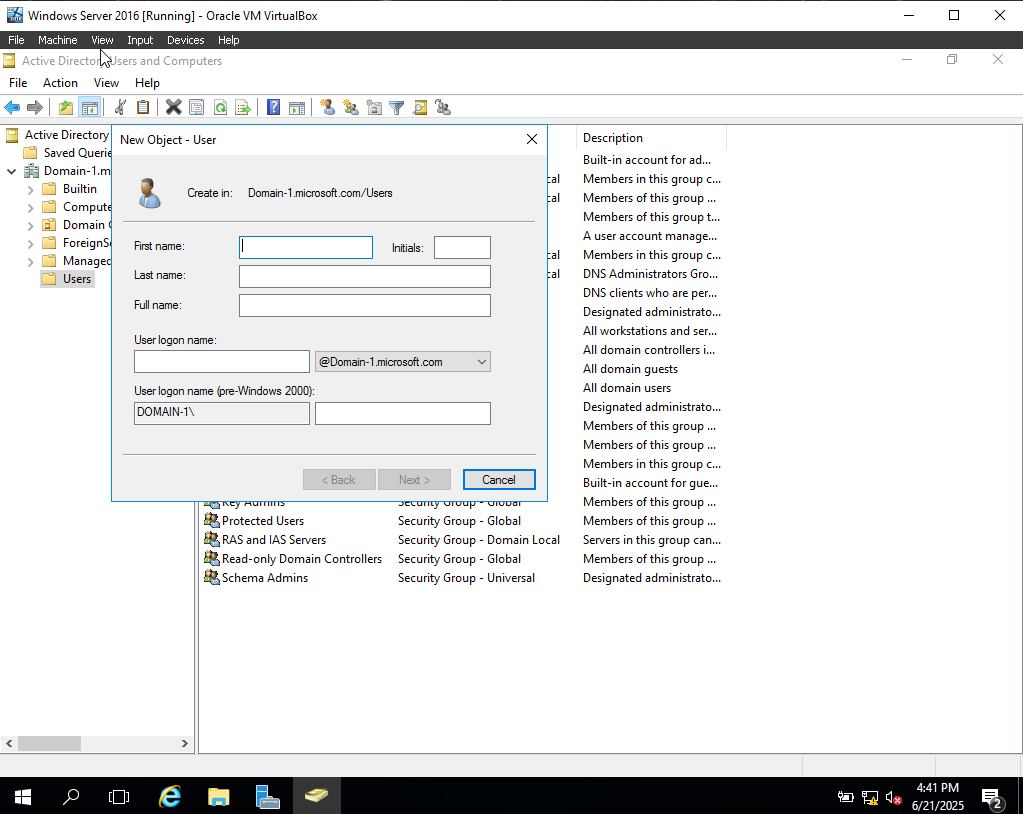 Windows Server 2016 [Running] - Oracle VM VirtualBox
File Machine View Input Devices Help
Active Director Users and Computers
File Action View Help
Active Directory
Saved Querie
Domain-1.m
Builtin
Compute
Domain C
ForeignSe
Managed
Users
New Object - User
Create in: Domain-1.microsoft.com/Users
First name:
Initials:
Last name:
Full name:
User logon name:
@Domain-1.microsoft.com
User logon name (pre-Windows 2000):
DOMAIN-1\
< Back
Next >
Cancel
Description
Built-in account for ad...
cal Members in this group c...
cal Members of this group ...
Members of this group t...
A user account manage...
cal Members in this group c...
cal DNS Administrators Gro...
DNS clients who are per...
Designated administrato...
All workstations and ser...
All domain controllers i...
All domain guests
All domain users
Designated administrato...
Members of this group ...
Members of this group ...
Members in this group c...
Built-in account for gue...
Key Admins Security Group - Global Members of this group ...
Protected Users Security Group - Global Members of this group ...
RAS and IAS Servers Security Group - Domain Local Servers in this group can...
Read-only Domain Controllers Security Group - Global Members of this group ...
Schema Admins Security Group - Universal Designated administrato...
4:41 PM
6/21/2025
2